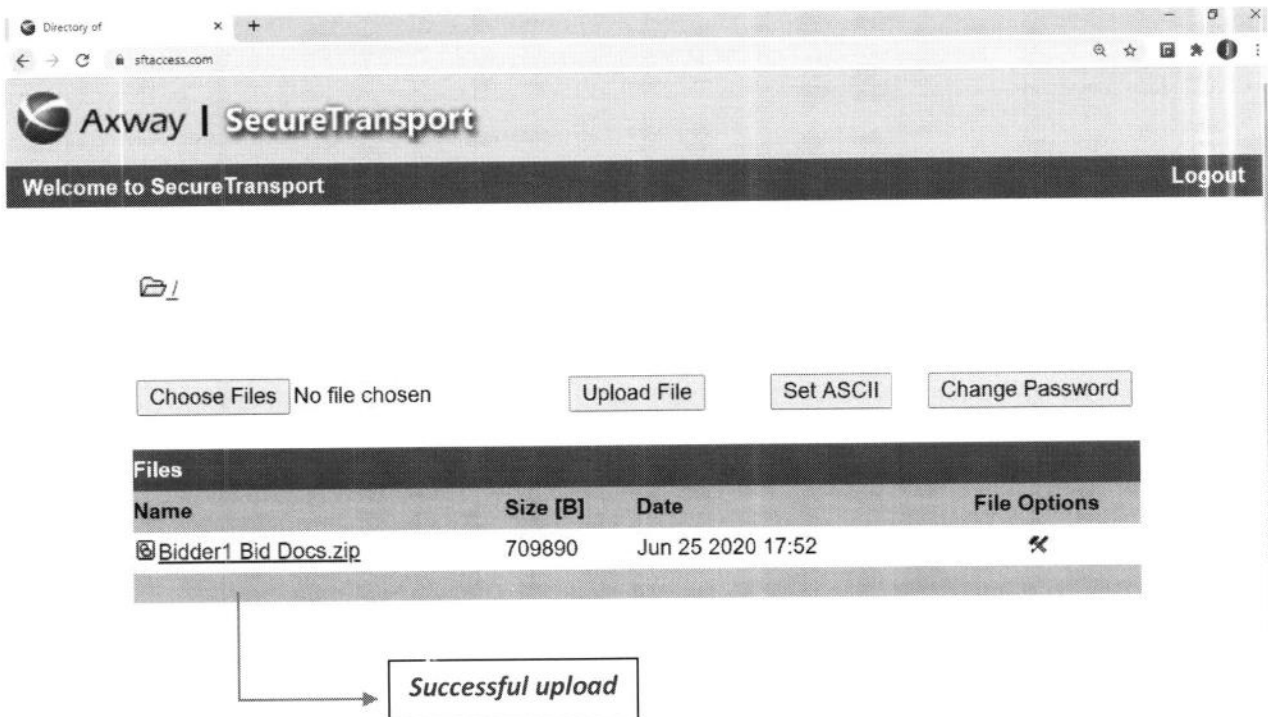 Directory of
sftaccess.com
Axway | SecureTransport
Welcome to SecureTransport Logout
/
Choose Files No file chosen Upload File Set ASCII Change Password
Files
Name Size [B] Date File Options
Bidder1 Bid Docs.zip 709890 Jun 25 2020 17:52
Successful upload